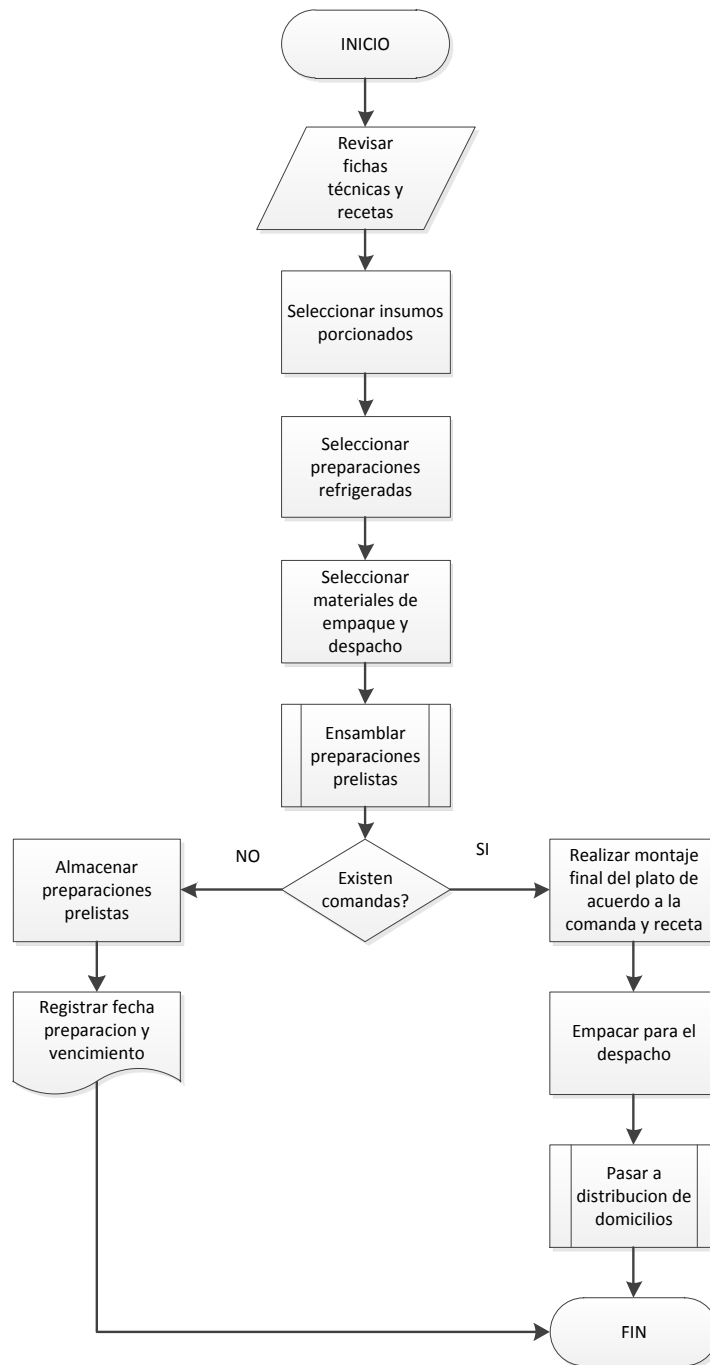 INICIO
Revisar
fichas
técnicas y
recetas
Seleccionar insumos
porcionados
Seleccionar
preparaciones
refrigeradas
Seleccionar
materiales de
empaque y
despacho
Ensamblar
preparaciones
prelistas
Existen
comandas?
NO
Almacenar
preparaciones
prelistas
Registrar fecha
preparacion y
vencimiento
SI
Realizar montaje
final del plato de
acuerdo a la
comanda y receta
Empacar para el
despacho
Pasar a
distribucion de
domicilios
FIN